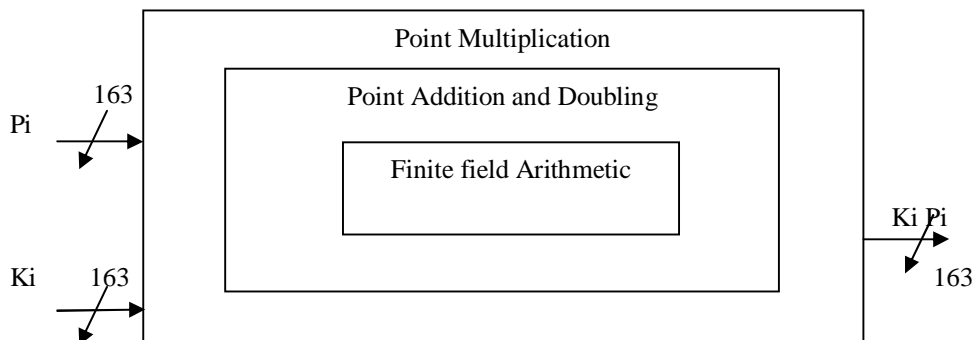 Point Multiplication
Point Addition and Doubling
163
Pi
Finite field Arithmetic
Ki Pi
Ki
163
163